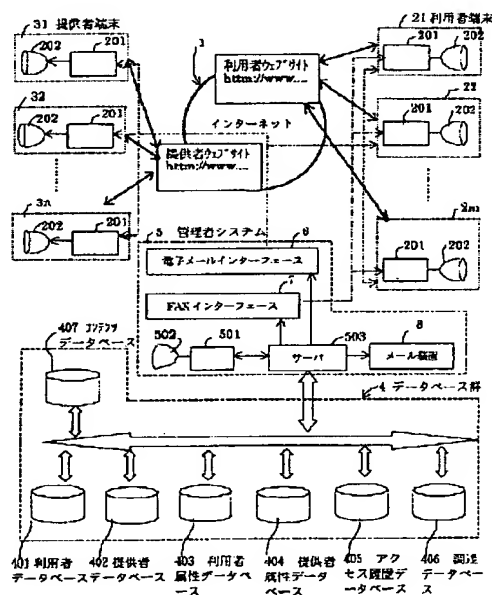 31 提供者端末
202
201
32
202
201
3n
202
201
1
利用者ウェブサイト
http://www....
インターネット
提供者ウェブサイト
http://www....
21 利用者端末
201
202
22
201
202
2m
201
202
5 管理者システム
6
電子メールインターフェース
7
FAXインターフェース
502
501
503
サーバ
8
メール装置
407 コンテンツ
データベース
4 データベース群
401 利用者
データベース
402 提供者
データベース
403 利用者
属性データベ
ース
404 提供者
属性データベ
ース
405 アク
セス履歴デ
ータベース
406 関連
データベ
ース